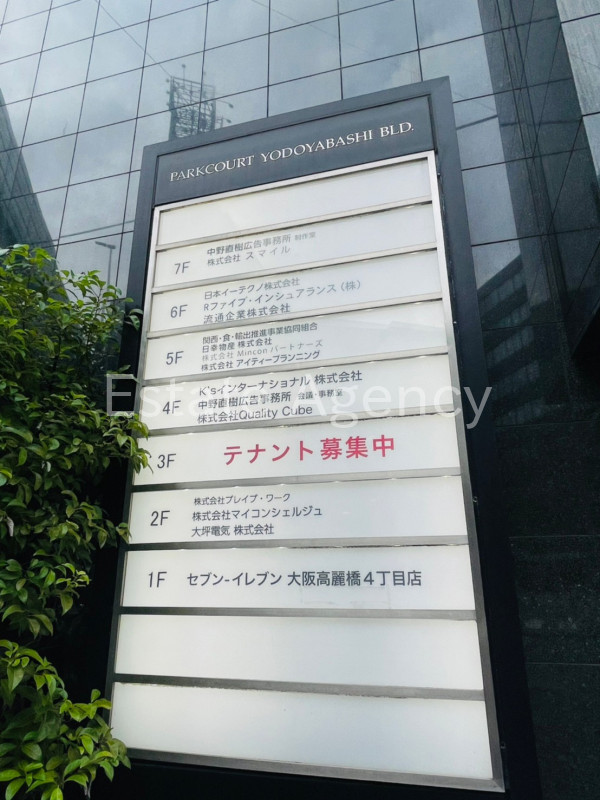 PARKCOURT YODOYABASHI BLD.
7F
中野直樹広告事務所 制作室
株式会社 スマイル
6F
日本イーテクノ株式会社
Rファイブ・インシュアランス(株)
流通企業株式会社
5F
関西・食・輸出推進事業協同組合
日幸物産 株式会社
株式会社 Mincon パートナーズ
株式会社 アイティープランニング
4F
K'sインターナショナル 株式会社
中野直樹広告事務所 会議・事務室
株式会社Quality Cube
Estate Agency
3F
テナント募集中
2F
株式会社ブレイブ・ワーク
株式会社マイコンシェルジュ
大坪電気 株式会社
1F
セブン-イレブン 大阪高麗橋4丁目店